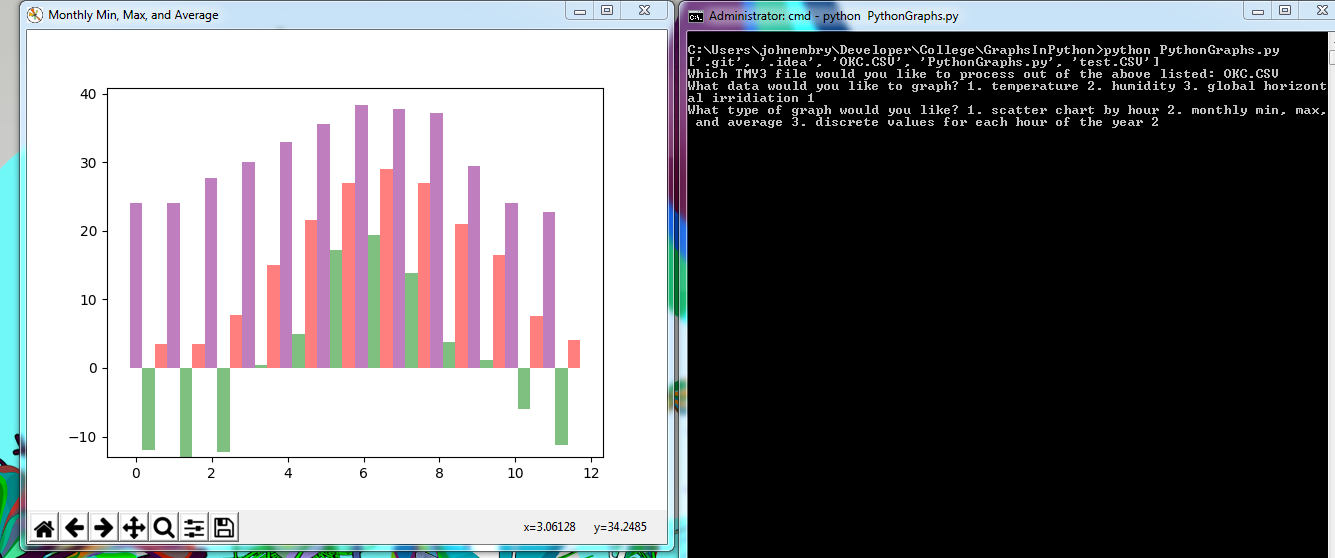 Monthly Min, Max, and Average
40
30
20
10
0
−10
0 2 4 6 8 10 12
x=3.06128 y=34.2485
Administrator: cmd - python PythonGraphs.py
C:\Users\johnembry\Developer\College\GraphsInPython>python PythonGraphs.py
['.git', '.idea', 'OKC.CSV', 'PythonGraphs.py', 'test.CSV']
Which TMY3 file would you like to process out of the above listed: OKC.CSV
What data would you like to graph? 1. temperature 2. humidity 3. global horizont
al irridiation 1
What type of graph would you like? 1. scatter chart by hour 2. monthly min, max,
and average 3. discrete values for each hour of the year 2